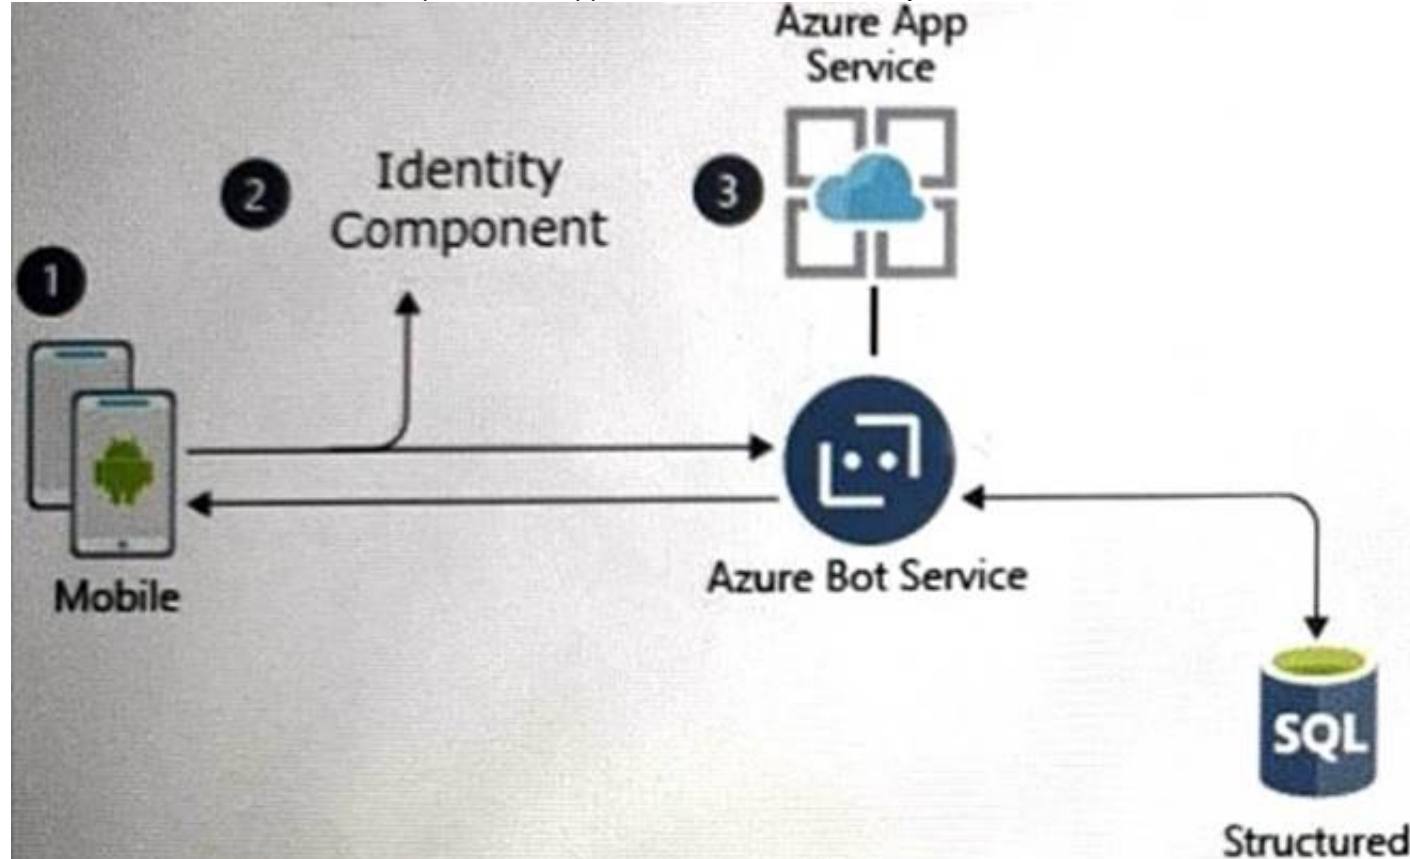 Azure App
Service
2
Identity
Component
3
1
Mobile
Azure Bot Service
SQL
Structured